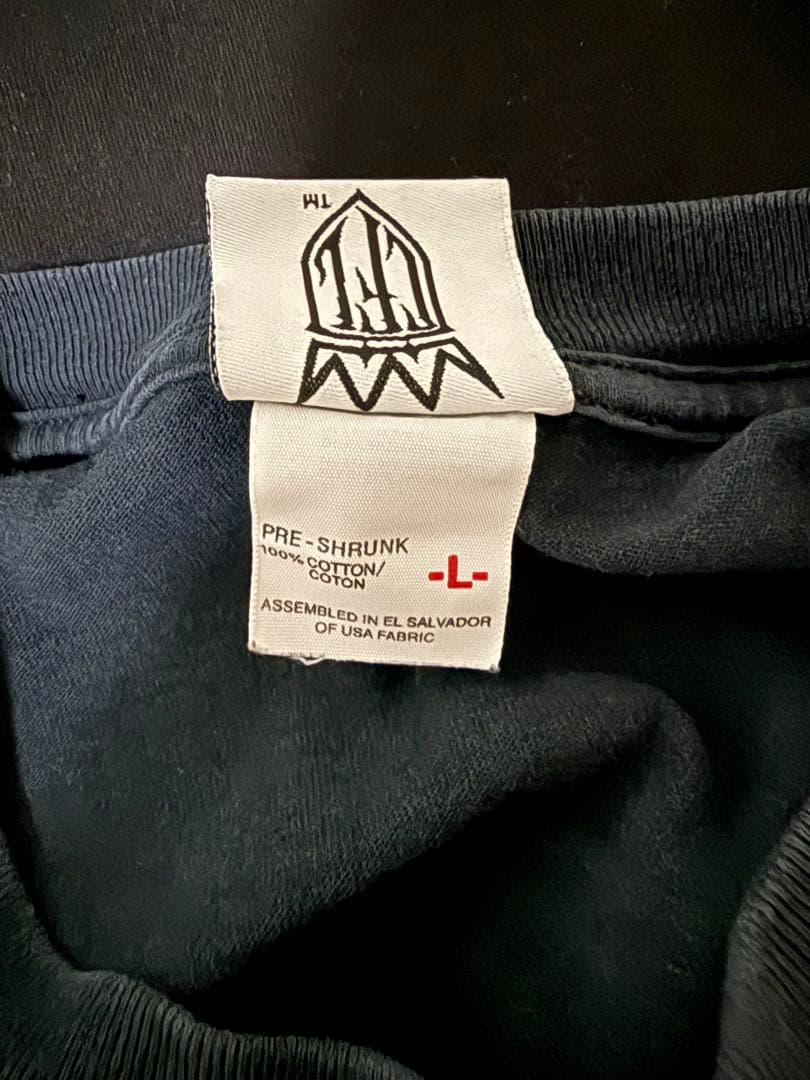 TM
PRE-SHRUNK
100% COTTON/
COTON
-L-
ASSEMBLED IN EL SALVADOR
OF USA FABRIC